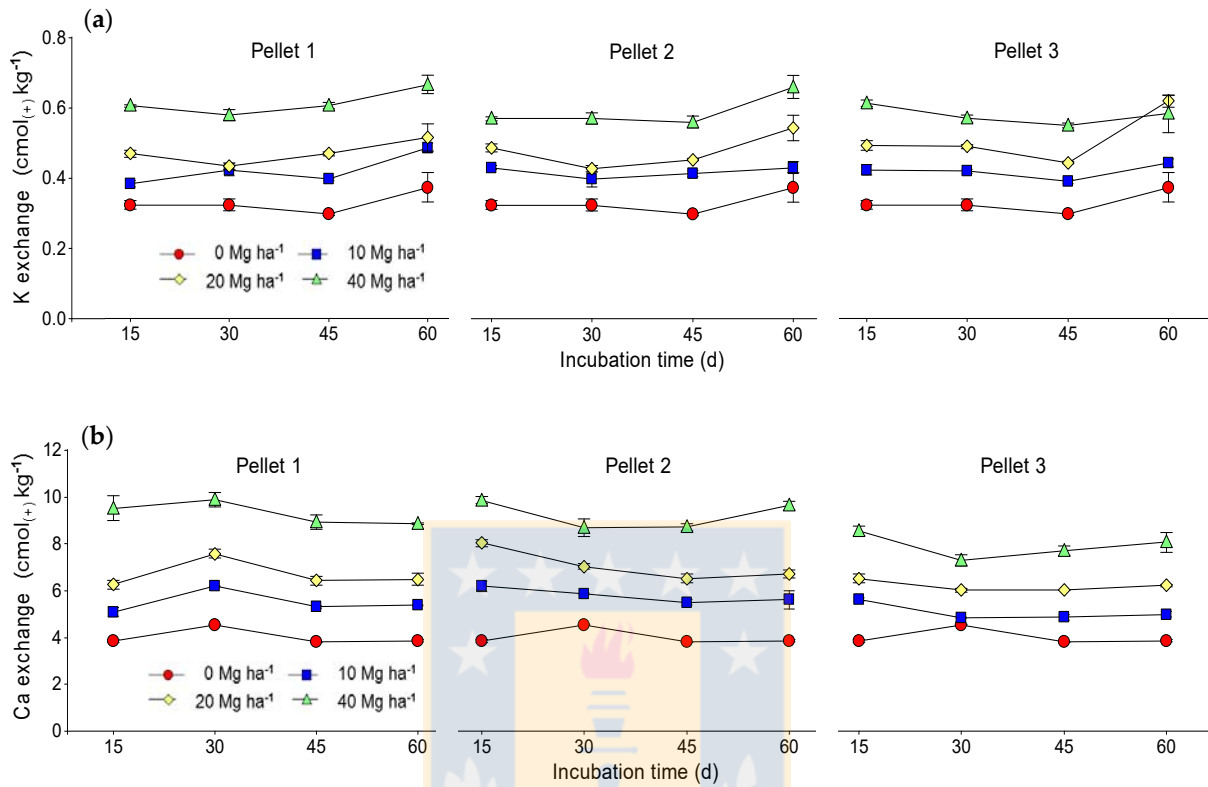 (a)
Pellet 1 Pellet 2 Pellet 3
K exchange (cmol₍₊₎ kg⁻¹)
0.8
0.6
0.4
0.2
0.0
0 Mg ha⁻¹ 10 Mg ha⁻¹
20 Mg ha⁻¹ 40 Mg ha⁻¹
15 30 45 60 15 30 45 60 15 30 45 60
Incubation time (d)
(b)
Pellet 1 Pellet 2 Pellet 3
Ca exchange (cmol₍₊₎ kg⁻¹)
12
10
8
6
4
2
0
0 Mg ha⁻¹ 10 Mg ha⁻¹
20 Mg ha⁻¹ 40 Mg ha⁻¹
15 30 45 60 15 30 45 60 15 30 45 60
Incubation time (d)